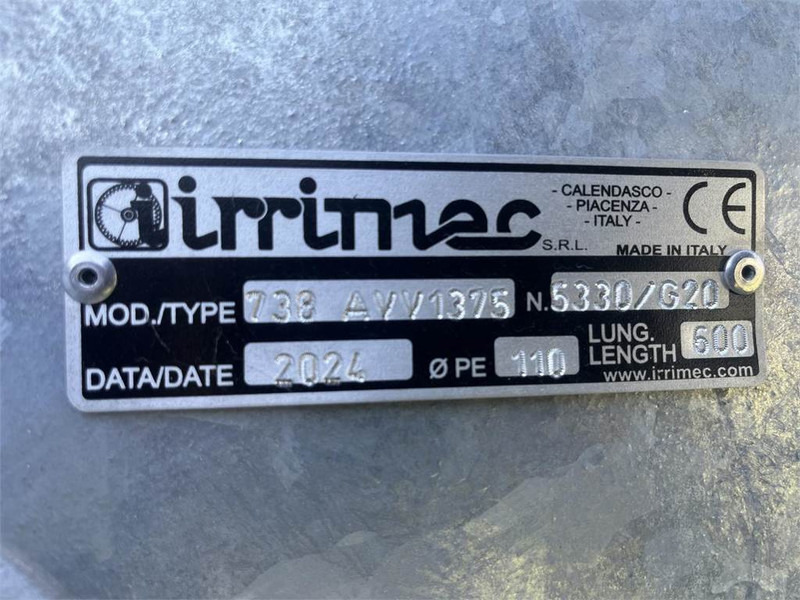 irrimec S.R.L.
- CALENDASCO -
- PIACENZA -
- ITALY -
CE
MADE IN ITALY
MOD./TYPE 738 AVV1375 N. 5330/G20
DATA/DATE 2024 Ø PE 110 LUNG. LENGTH 600
www.irrimec.com